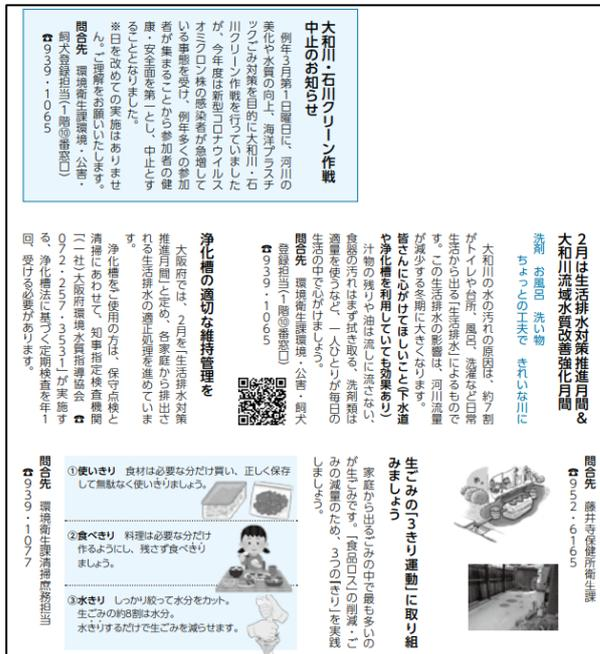 大和川・石川クリーン作戦
中止のお知らせ
例年3月第1日曜日に、河川の
美化や水質の向上、海洋プラスチ
ックごみ対策を目的に大和川・石
川クリーン作戦を行っていました
が、今年度は新型コロナウイルス
オミクロン株の感染者が急増して
いる事態を受け、例年多くの参加
者が集まることから参加者の健
康・安全面を第一とし、中止とす
ることとなりました。
※日を改めての実施はありませ
ん。ご理解をお願いいたします。
問合先 環境衛生課環境・公害・
飼犬登録担当(1階⑩番窓口)
☎939・1065
2月は生活排水対策推進月間&
大和川流域水質改善強化月間
洗剤 お風呂 洗い物
ちょっとの工夫で きれいな川に
大和川の水の汚れの原因は、約7割
がトイレや台所、風呂、洗濯など日常
生活から出る「生活排水」によるもので
す。この生活排水の影響は、河川流量
が減少する冬期に大きくなります。
皆さんに心がけてほしいこと(下水道
や浄化槽を利用していても効果あり)
汁物の残りや油は流しに流さない、
食器の汚れはまず拭き取る、洗剤類は
適量を使うなど、一人ひとりが毎日の
生活の中で心がけましょう。
問合先 環境衛生課環境・公害・飼犬
登録担当(1階⑩番窓口)
☎939・1065
浄化槽の適切な維持管理を
大阪府では、2月を「生活排水対策
推進月間」と定め、各家庭から排出さ
れる生活排水の適正処理を進めていま
す。
浄化槽をご使用の方は、保守点検と
清掃にあわせて、知事指定検査機関
「(一社)大阪府環境水質指導協会 ☎
072・257・3531」が実施す
る、浄化槽法に基づく定期検査を年1
回、受ける必要があります。
問合先 藤井寺保健所衛生課
☎952・6165
生ごみの「3きり運動」に取り組
みましょう
家庭から出るごみの中で最も多いの
が生ごみです。「食品ロス」の削減・ご
みの減量のため、3つの「きり」を実践
しましょう。
①使いきり 食材は必要な分だけ買い、正しく保存
して無駄なく使いきりましょう。
②食べきり 料理は必要な分だけ
作るようにし、残さず食べきり
ましょう。
③水きり しっかり絞って水分をカット。
生ごみの約8割は水分。
水きりするだけで生ごみを減らせます。
問合先 環境衛生課清掃庶務担当
☎939・1077